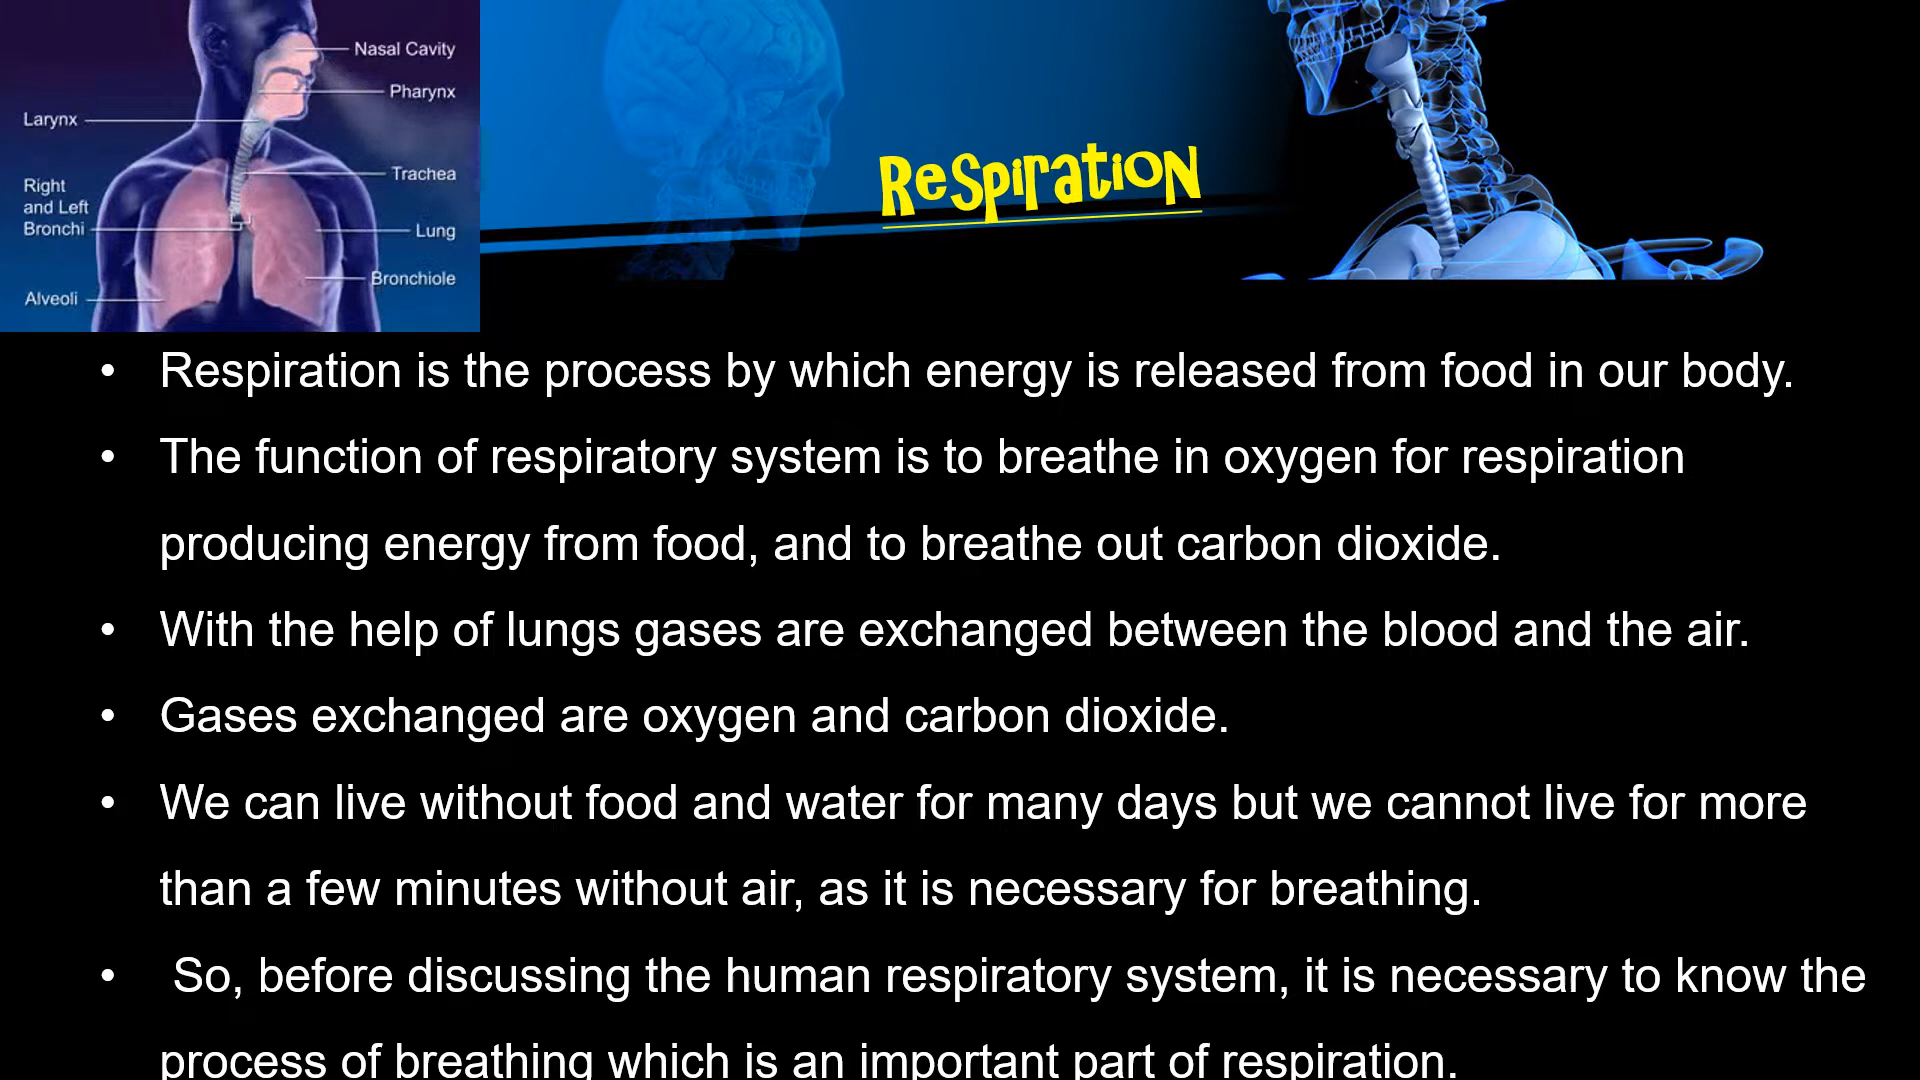 Nasal Cavity
Pharynx
Larynx
Trachea
Right
and Left
Bronchi
Lung
Bronchiole
Alveoli
Respiration
• Respiration is the process by which energy is released from food in our body.
• The function of respiratory system is to breathe in oxygen for respiration
producing energy from food, and to breathe out carbon dioxide.
• With the help of lungs gases are exchanged between the blood and the air.
• Gases exchanged are oxygen and carbon dioxide.
• We can live without food and water for many days but we cannot live for more
than a few minutes without air, as it is necessary for breathing.
• So, before discussing the human respiratory system, it is necessary to know the
process of breathing which is an important part of respiration.